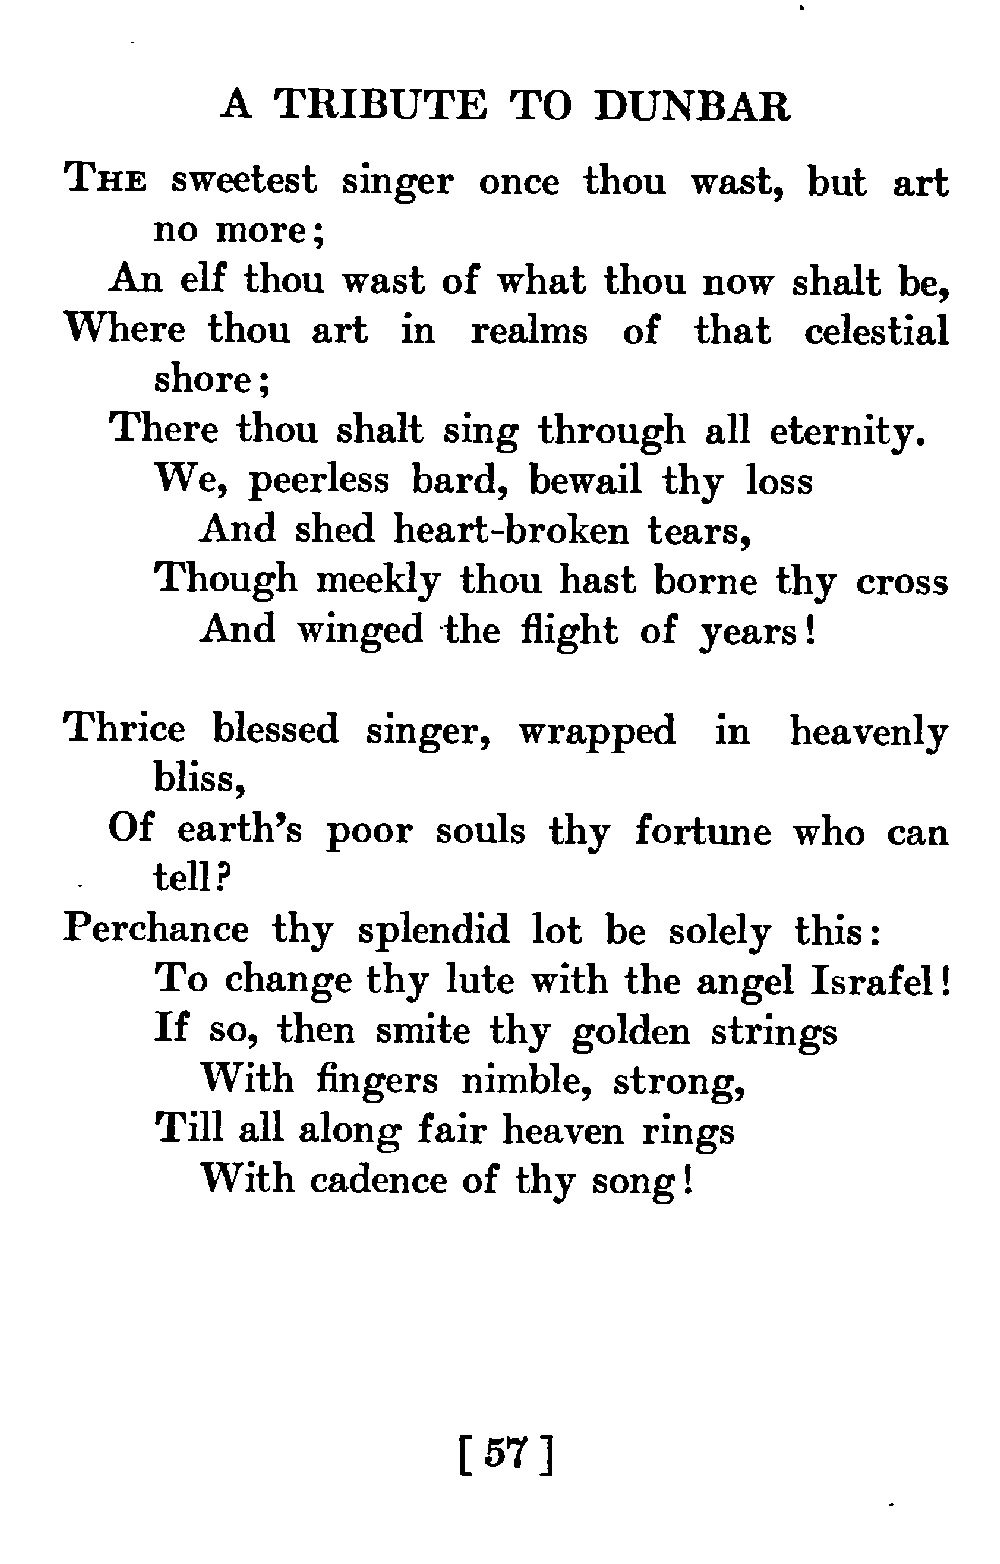 A TRIBUTE TO DUNBAR
THE sweetest singer once thou wast, but art
no more;
An elf thou wast of what thou now shalt be,
Where thou art in realms of that celestial
shore;
There thou shalt sing through all eternity.
We, peerless bard, bewail thy loss
And shed heart-broken tears,
Though meekly thou hast borne thy cross
And winged the flight of years!
Thrice blessed singer, wrapped in heavenly
bliss,
Of earth's poor souls thy fortune who can
tell?
Perchance thy splendid lot be solely this:
To change thy lute with the angel Israfel!
If so, then smite thy golden strings
With fingers nimble, strong,
Till all along fair heaven rings
With cadence of thy song!
[ 57 ]